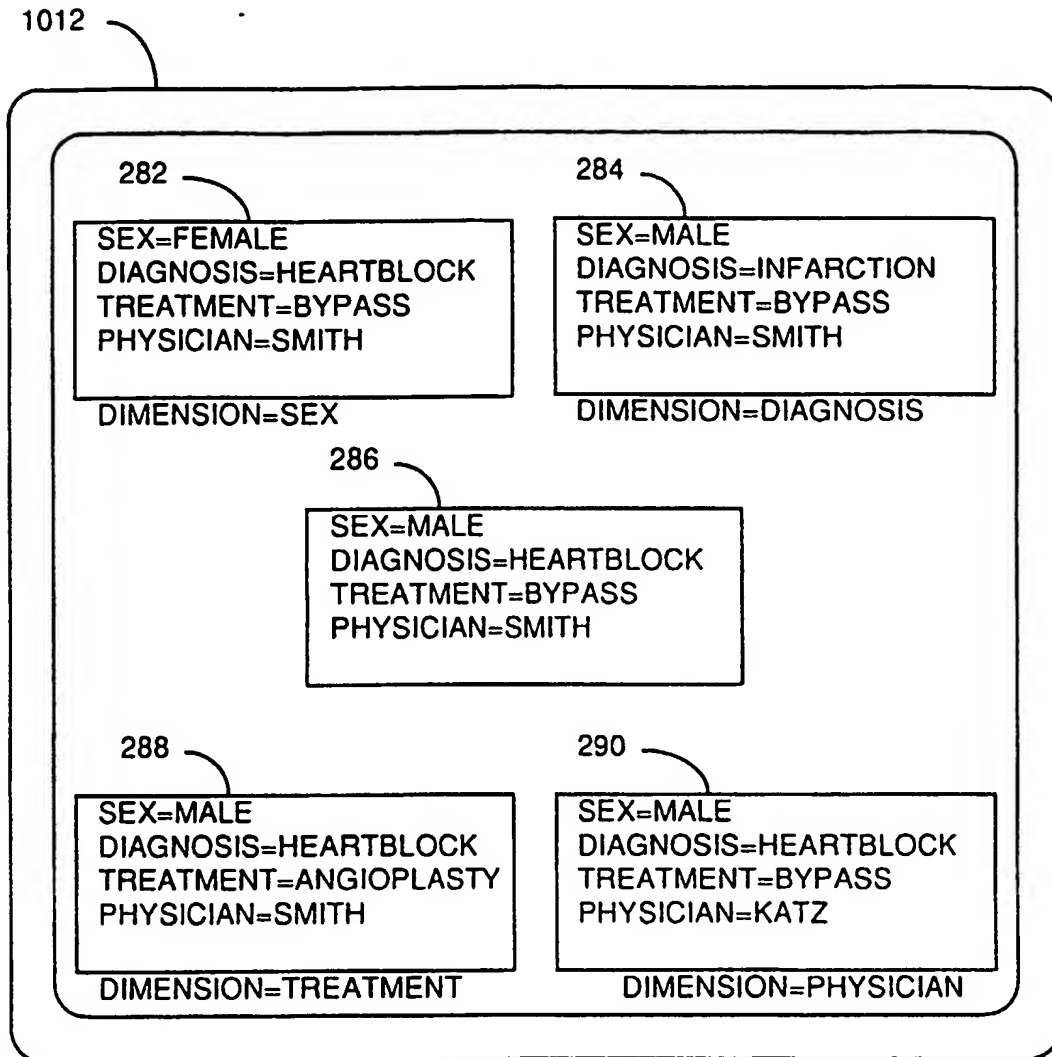 1012
282
SEX=FEMALE
DIAGNOSIS=HEARTBLOCK
TREATMENT=BYPASS
PHYSICIAN=SMITH
DIMENSION=SEX
284
SEX=MALE
DIAGNOSIS=INFARCTION
TREATMENT=BYPASS
PHYSICIAN=SMITH
DIMENSION=DIAGNOSIS
286
SEX=MALE
DIAGNOSIS=HEARTBLOCK
TREATMENT=BYPASS
PHYSICIAN=SMITH
288
SEX=MALE
DIAGNOSIS=HEARTBLOCK
TREATMENT=ANGIOPLASTY
PHYSICIAN=SMITH
DIMENSION=TREATMENT
290
SEX=MALE
DIAGNOSIS=HEARTBLOCK
TREATMENT=BYPASS
PHYSICIAN=KATZ
DIMENSION=PHYSICIAN